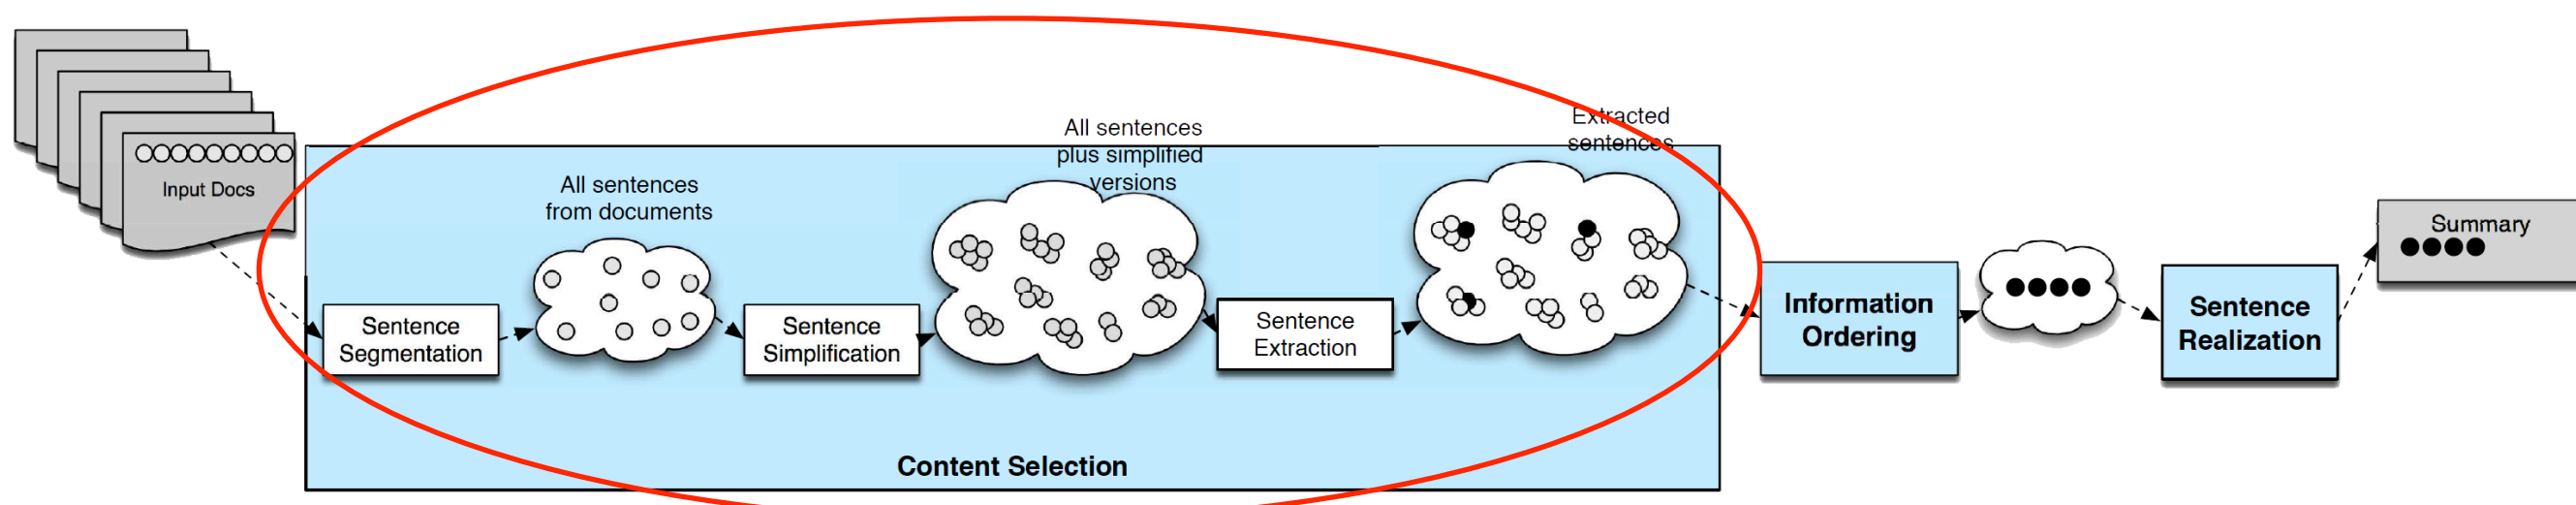 Input Docs
Sentence
Segmentation
All sentences
from documents
Sentence
Simplification
All sentences
plus simplified
versions
Sentence
Extraction
Extracted
sentences
Content Selection
Information
Ordering
Sentence
Realization
Summary